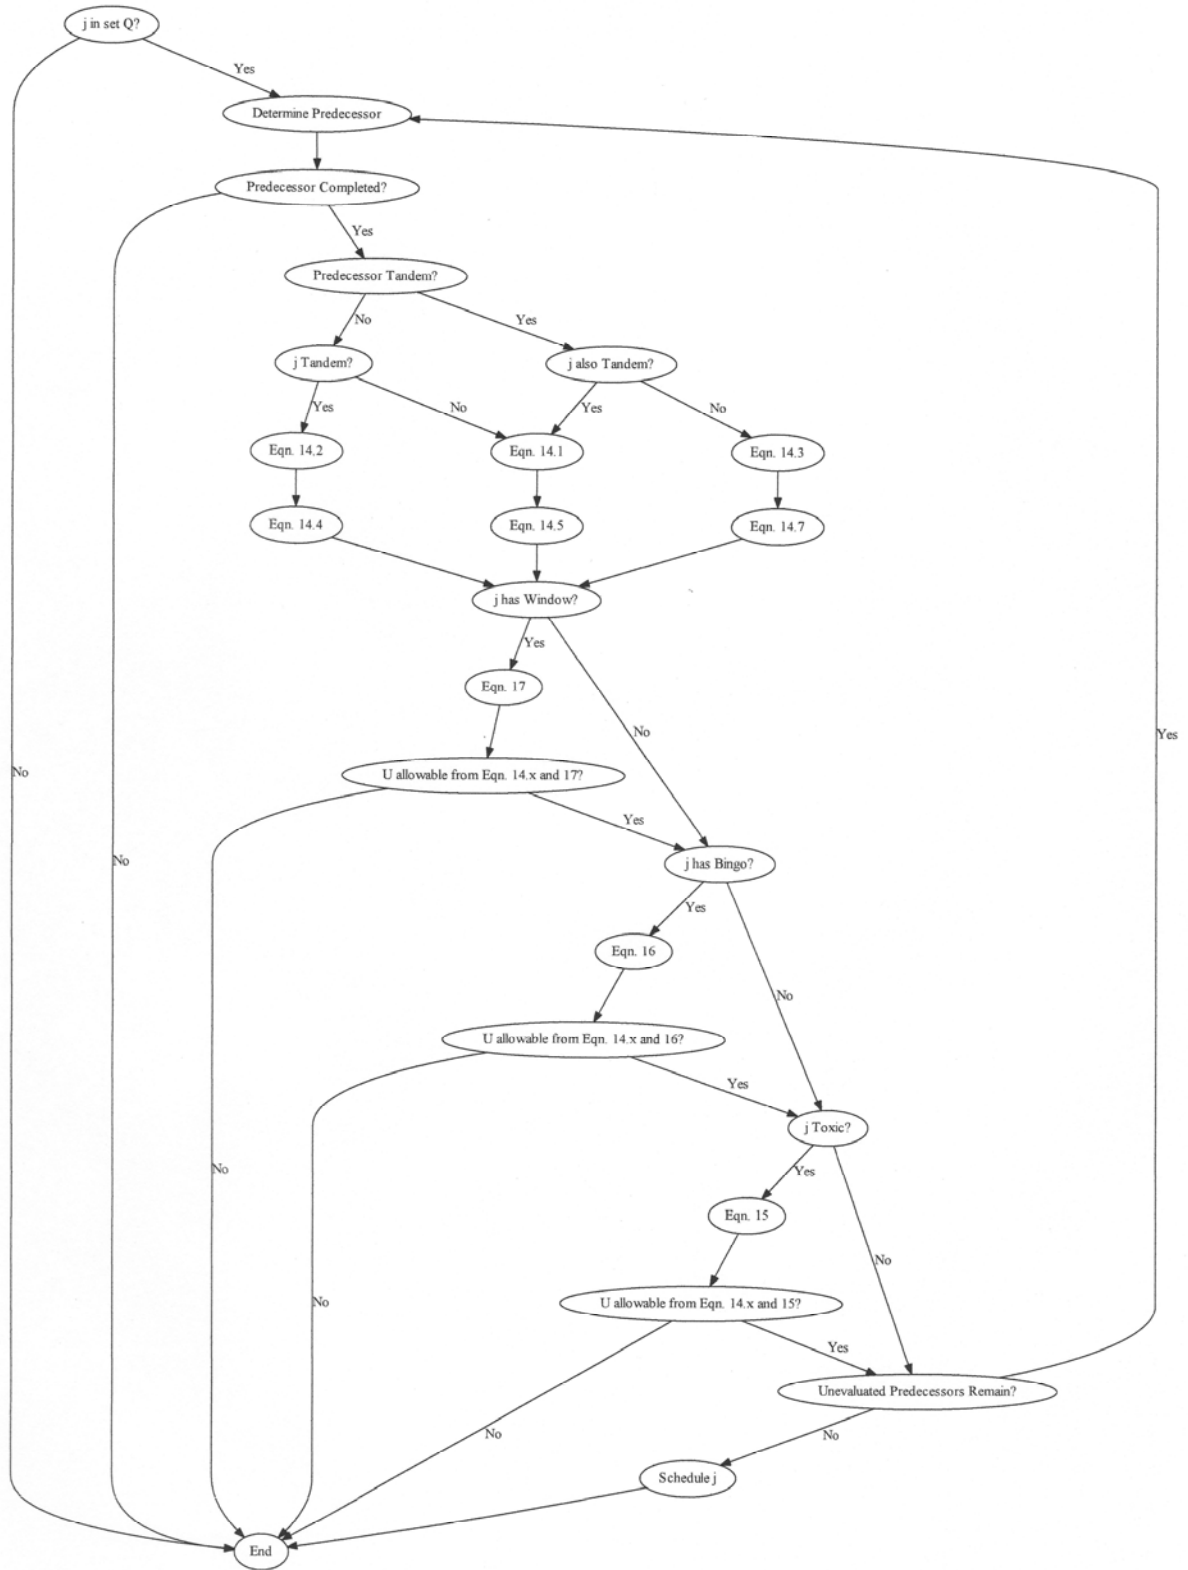 j in set Q?
Yes
Determine Predecessor
Predecessor Completed?
Yes
Predecessor Tandem?
No
Yes
j Tandem?
j also Tandem?
Yes
No
Yes
No
Eqn. 14.2
Eqn. 14.1
Eqn. 14.3
Eqn. 14.4
Eqn. 14.5
Eqn. 14.7
j has Window?
Yes
Eqn. 17
No
Yes
No
U allowable from Eqn. 14.x and 17?
Yes
No
j has Bingo?
Yes
Eqn. 16
No
U allowable from Eqn. 14.x and 16?
Yes
j Toxic?
No
Yes
Eqn. 15
No
No
U allowable from Eqn. 14.x and 15?
Yes
Unevaluated Predecessors Remain?
No
No
Schedule j
End